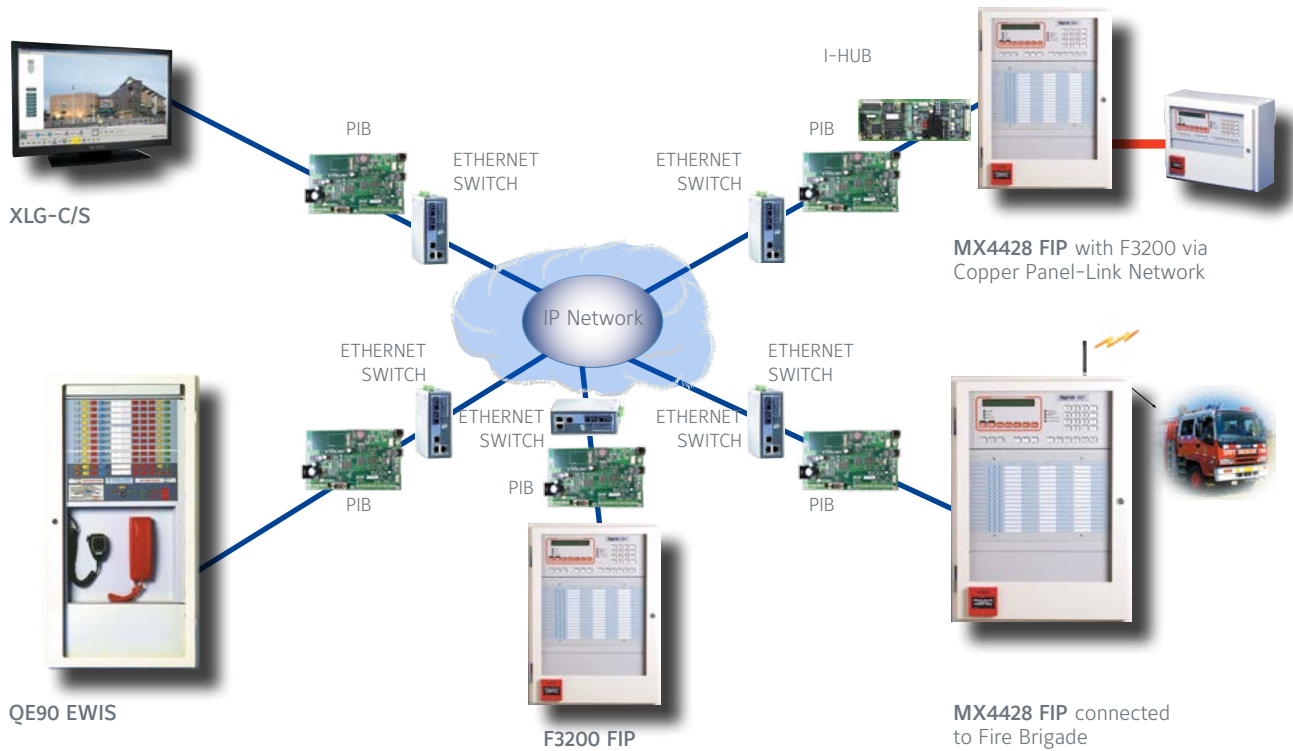 I-HUB
PIB
PIB
ETHERNET
SWITCH
ETHERNET
SWITCH
XLG-C/S
MX4428 FIP with F3200 via
Copper Panel-Link Network
IP Network
ETHERNET
SWITCH
ETHERNET
SWITCH
ETHERNET
SWITCH
ETHERNET
SWITCH
PIB
PIB
PIB
QE90 EWIS
F3200 FIP
MX4428 FIP connected
to Fire Brigade